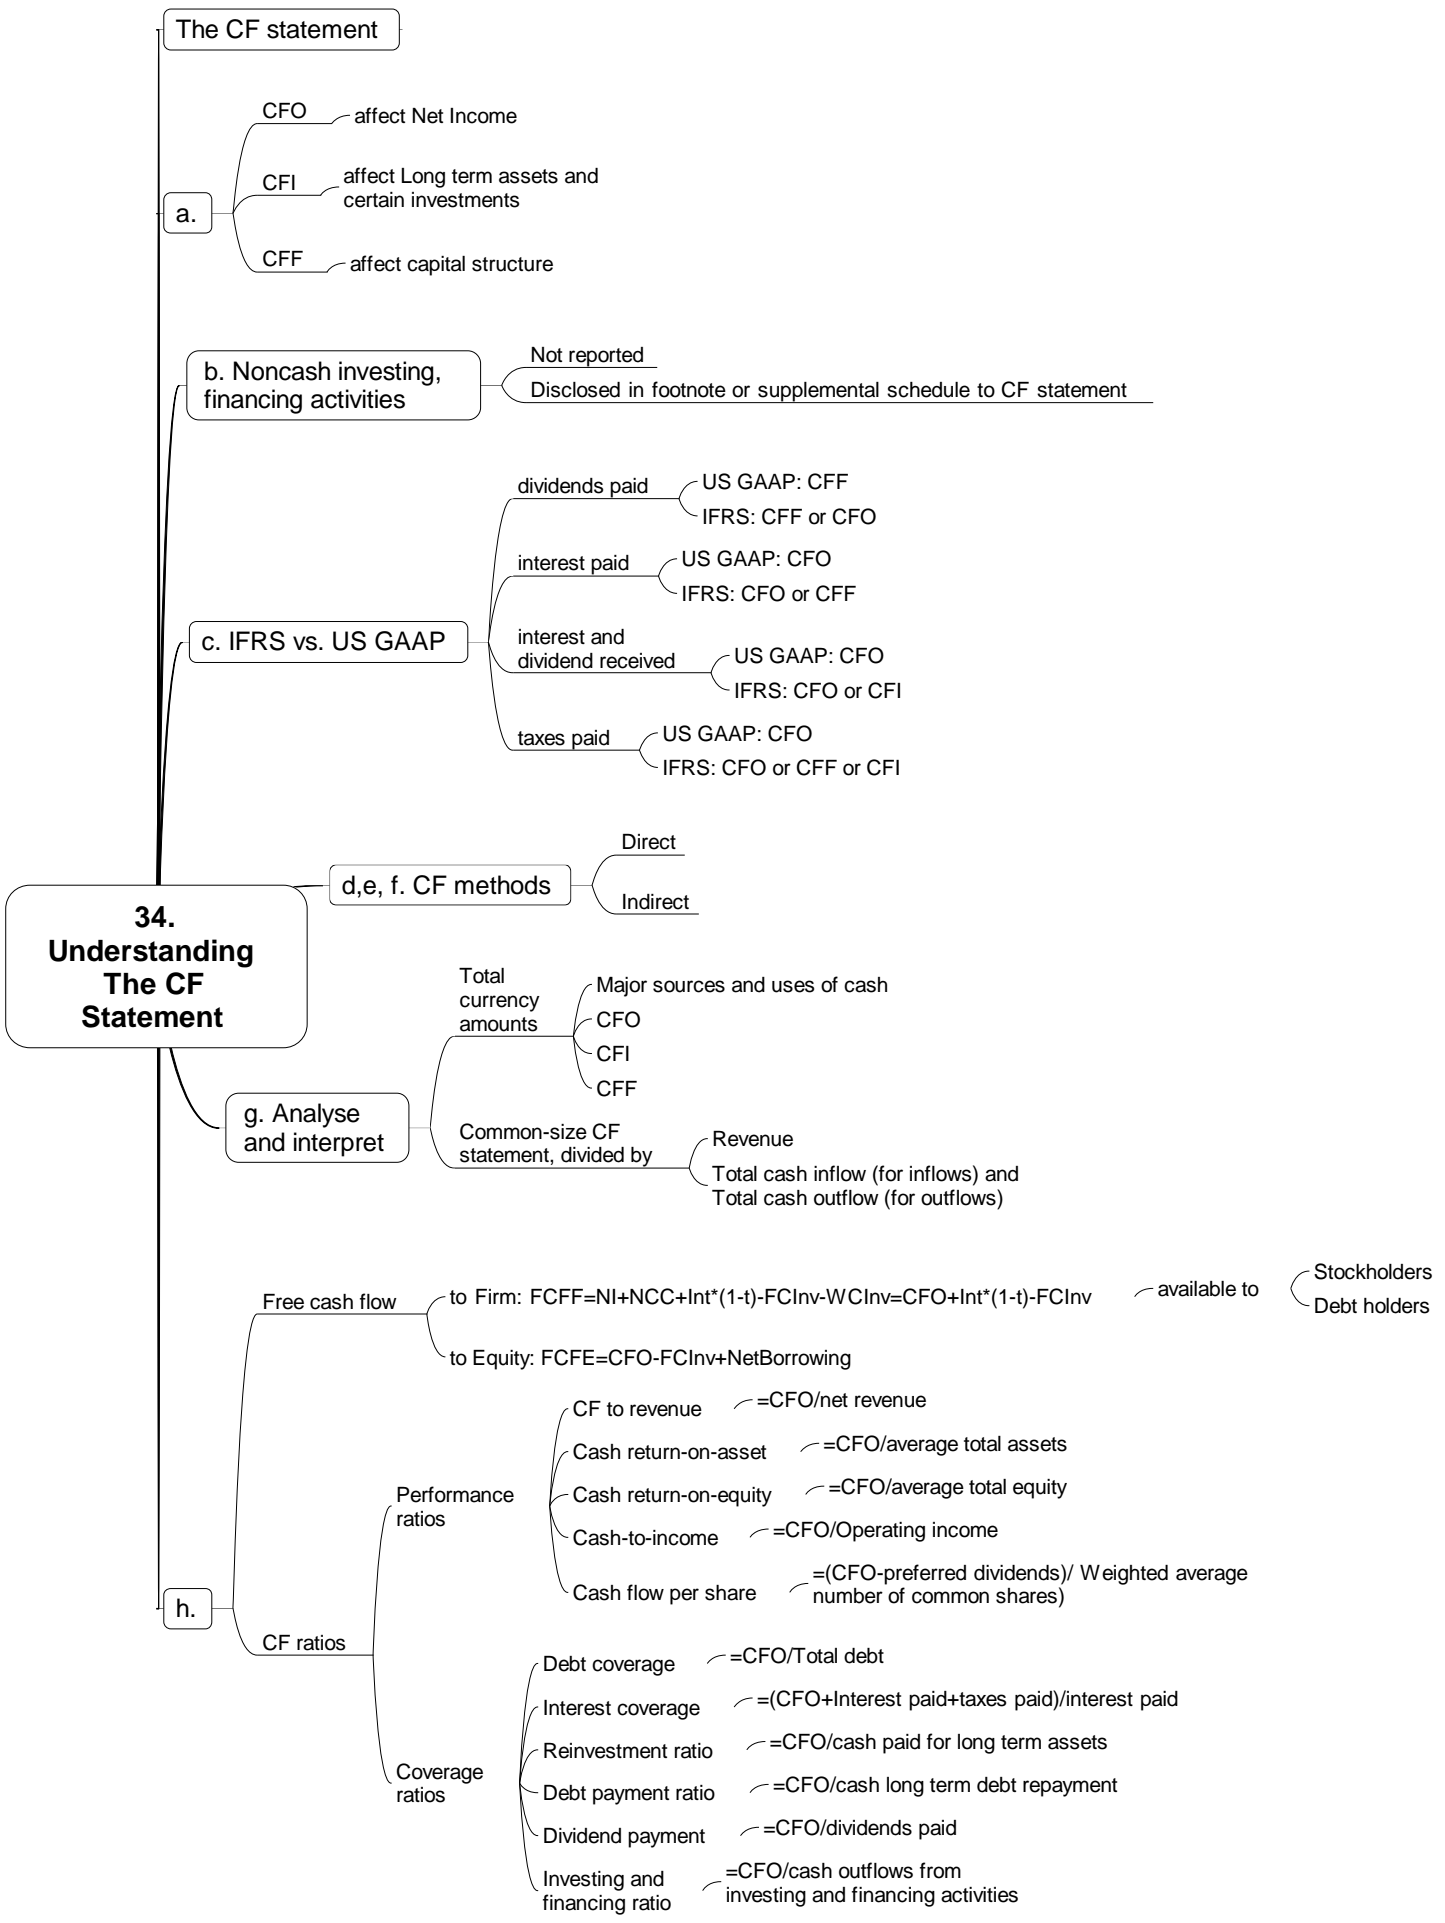 The CF statement
CFO
affect Net Income
CFI
affect Long term assets and
certain investments
a.
CFF
affect capital structure
b. Noncash investing,
financing activities
Not reported
Disclosed in footnote or supplemental schedule to CF statement
dividends paid
US GAAP: CFF
IFRS: CFF or CFO
interest paid
US GAAP: CFO
IFRS: CFO or CFF
c. IFRS vs. US GAAP
interest and
dividend received
US GAAP: CFO
IFRS: CFO or CFI
taxes paid
US GAAP: CFO
IFRS: CFO or CFF or CFI
d,e, f. CF methods
Direct
Indirect
34.
Understanding
The CF
Statement
Total
currency
amounts
Major sources and uses of cash
CFO
CFI
CFF
g. Analyse
and interpret
Common-size CF
statement, divided by
Revenue
Total cash inflow (for inflows) and
Total cash outflow (for outflows)
Free cash flow
to Firm: FCFF=NI+NCC+Int*(1-t)-FCInv-WCInv=CFO+Int*(1-t)-FCInv
available to
Stockholders
Debt holders
to Equity: FCFE=CFO-FCInv+NetBorrowing
h.
CF ratios
Performance
ratios
CF to revenue
=CFO/net revenue
Cash return-on-asset
=CFO/average total assets
Cash return-on-equity
=CFO/average total equity
Cash-to-income
=CFO/Operating income
Cash flow per share
=(CFO-preferred dividends)/ Weighted average
number of common shares)
Coverage
ratios
Debt coverage
=CFO/Total debt
Interest coverage
=(CFO+Interest paid+taxes paid)/interest paid
Reinvestment ratio
=CFO/cash paid for long term assets
Debt payment ratio
=CFO/cash long term debt repayment
Dividend payment
=CFO/dividends paid
Investing and
financing ratio
=CFO/cash outflows from
investing and financing activities